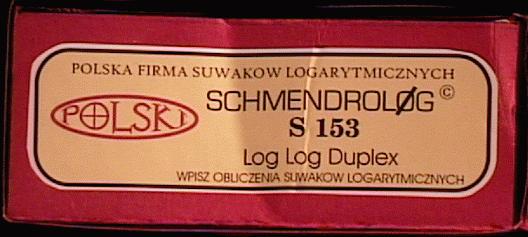 POLSKA FIRMA SUWAKOW LOGARYTMICZNYCH
POLSKI
SCHMENDROLØG©
S 153
Log Log Duplex
WPISZ OBLICZENIA SUWAKOW LOGARYTMICZNYCH